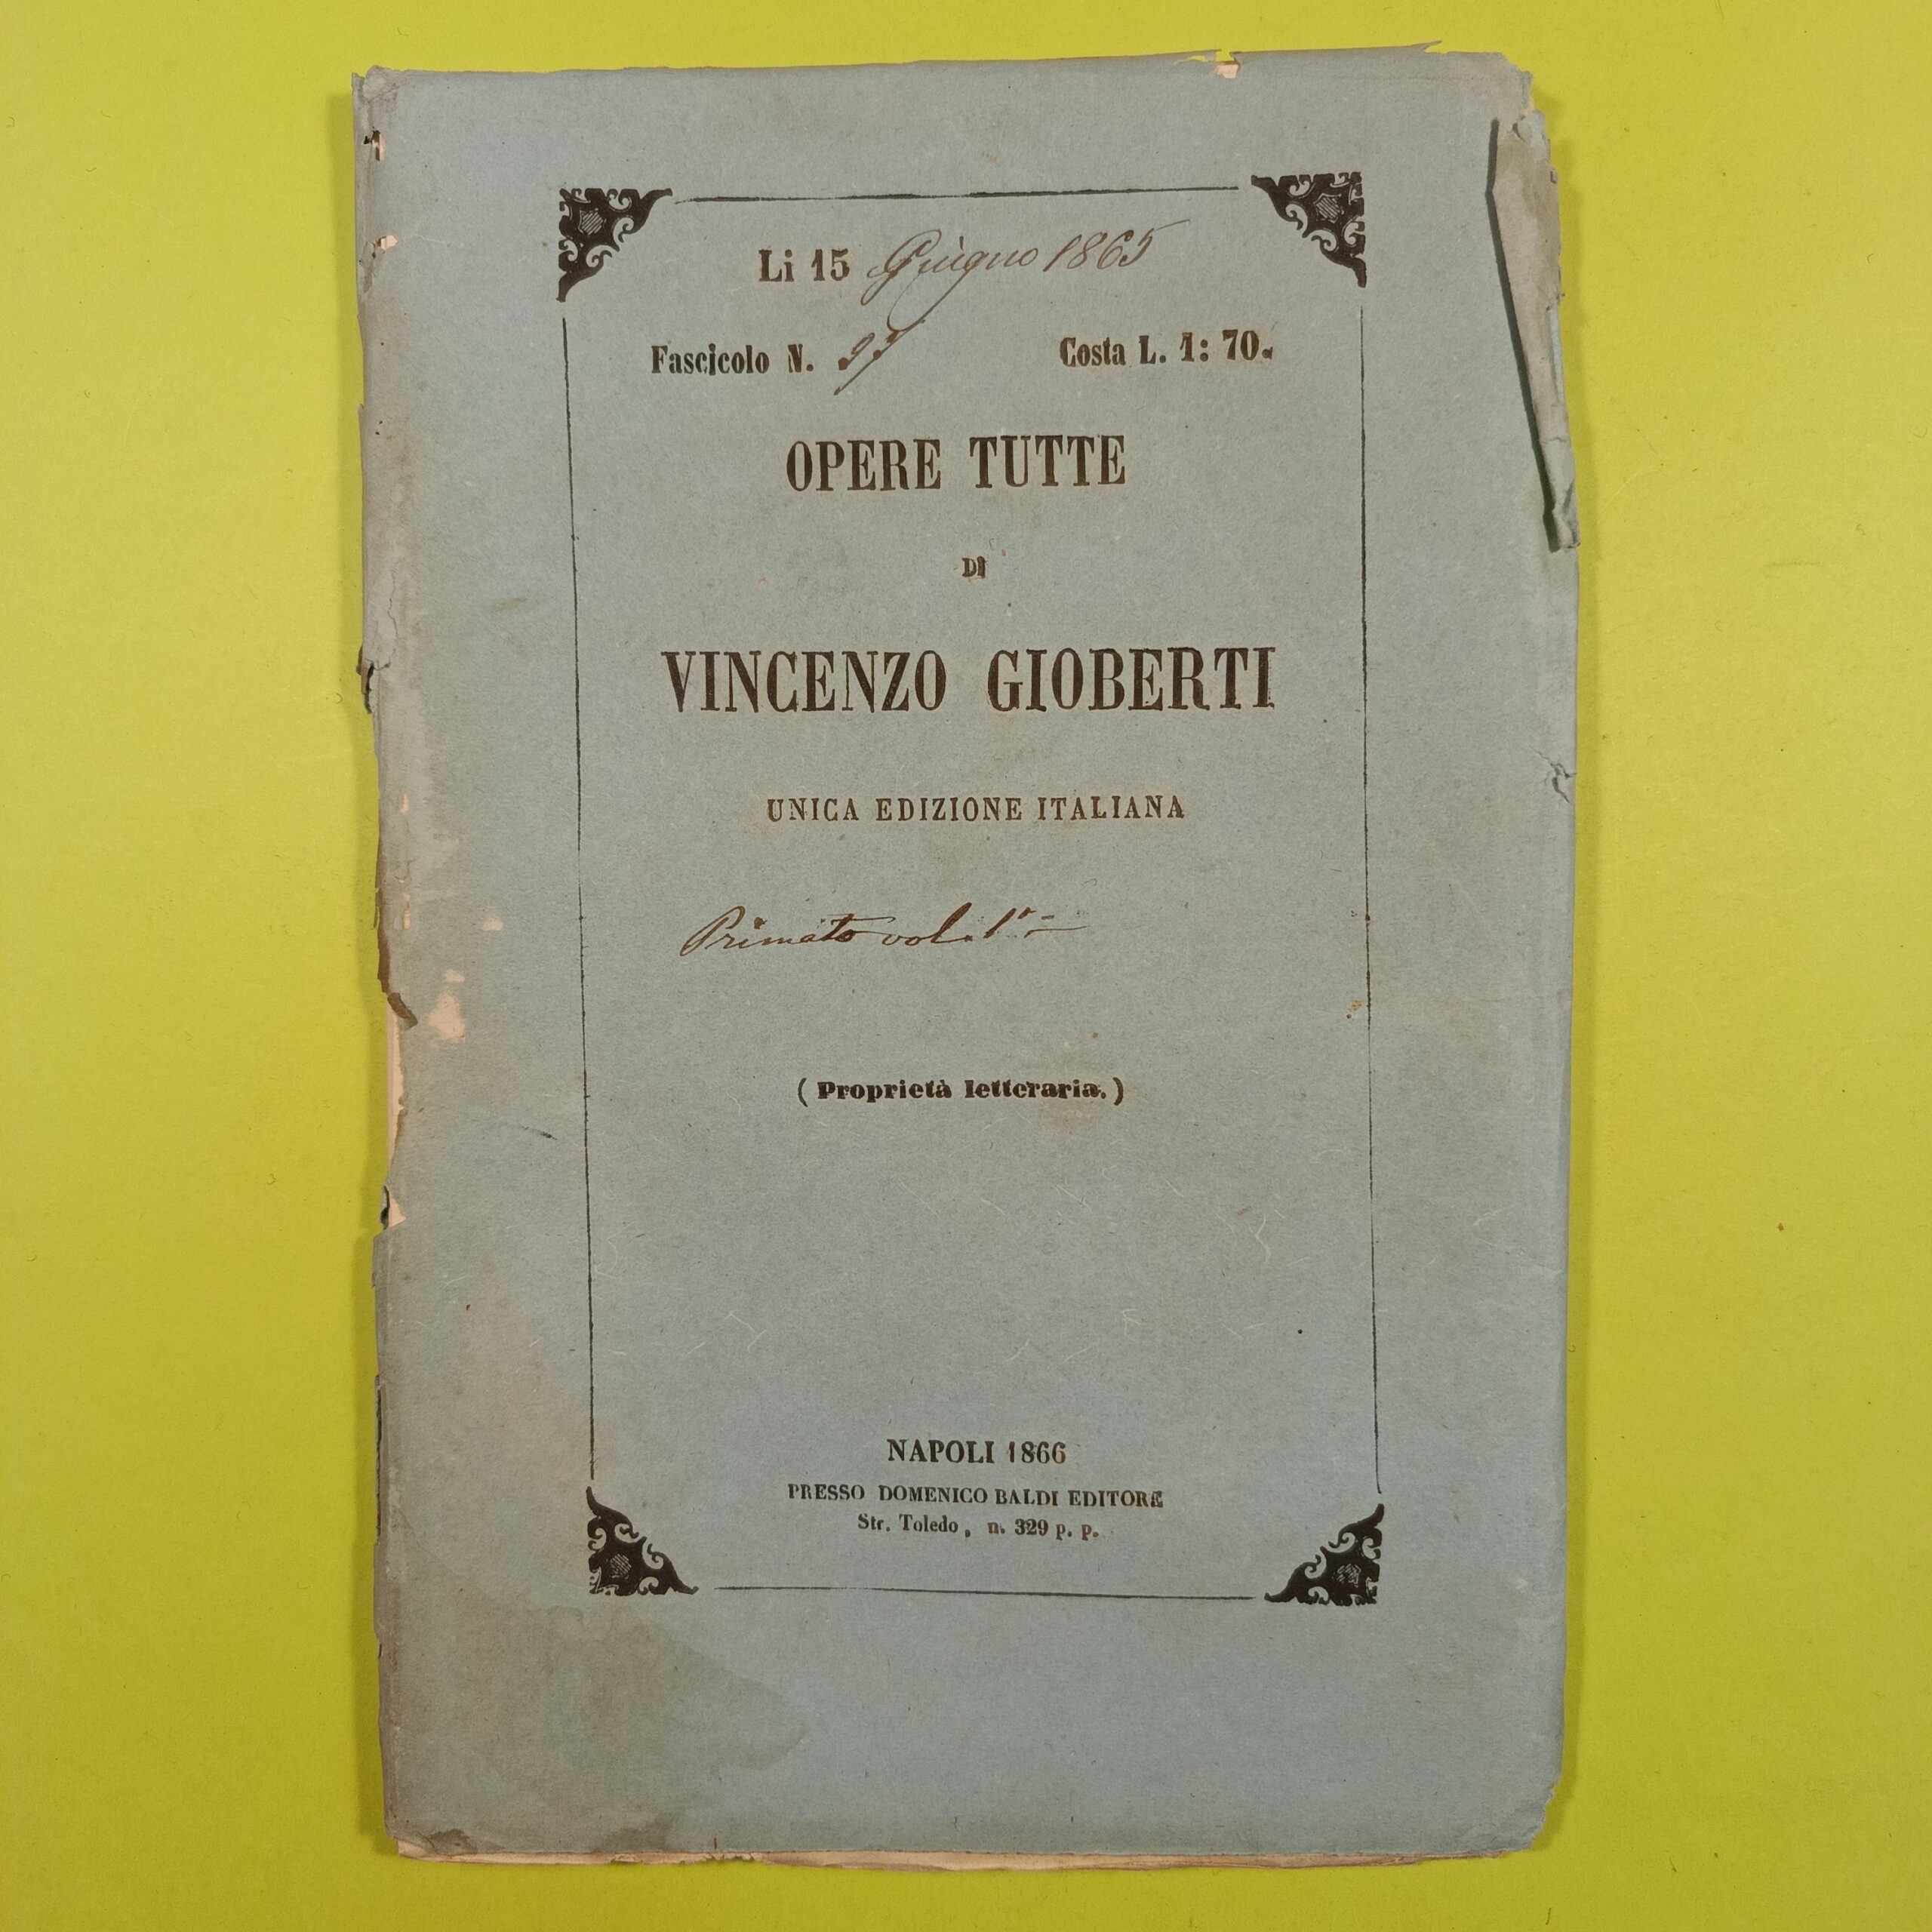 Li 15 Giugno 1865
Fascicolo N. 27 Costa L. 1: 70.
OPERE TUTTE
DI
VINCENZO GIOBERTI
UNICA EDIZIONE ITALIANA
Primato vol. 1°
( Proprietà letteraria. )
NAPOLI 1866
PRESSO DOMENICO BALDI EDITORE
Str. Toledo, n. 329 p. p.